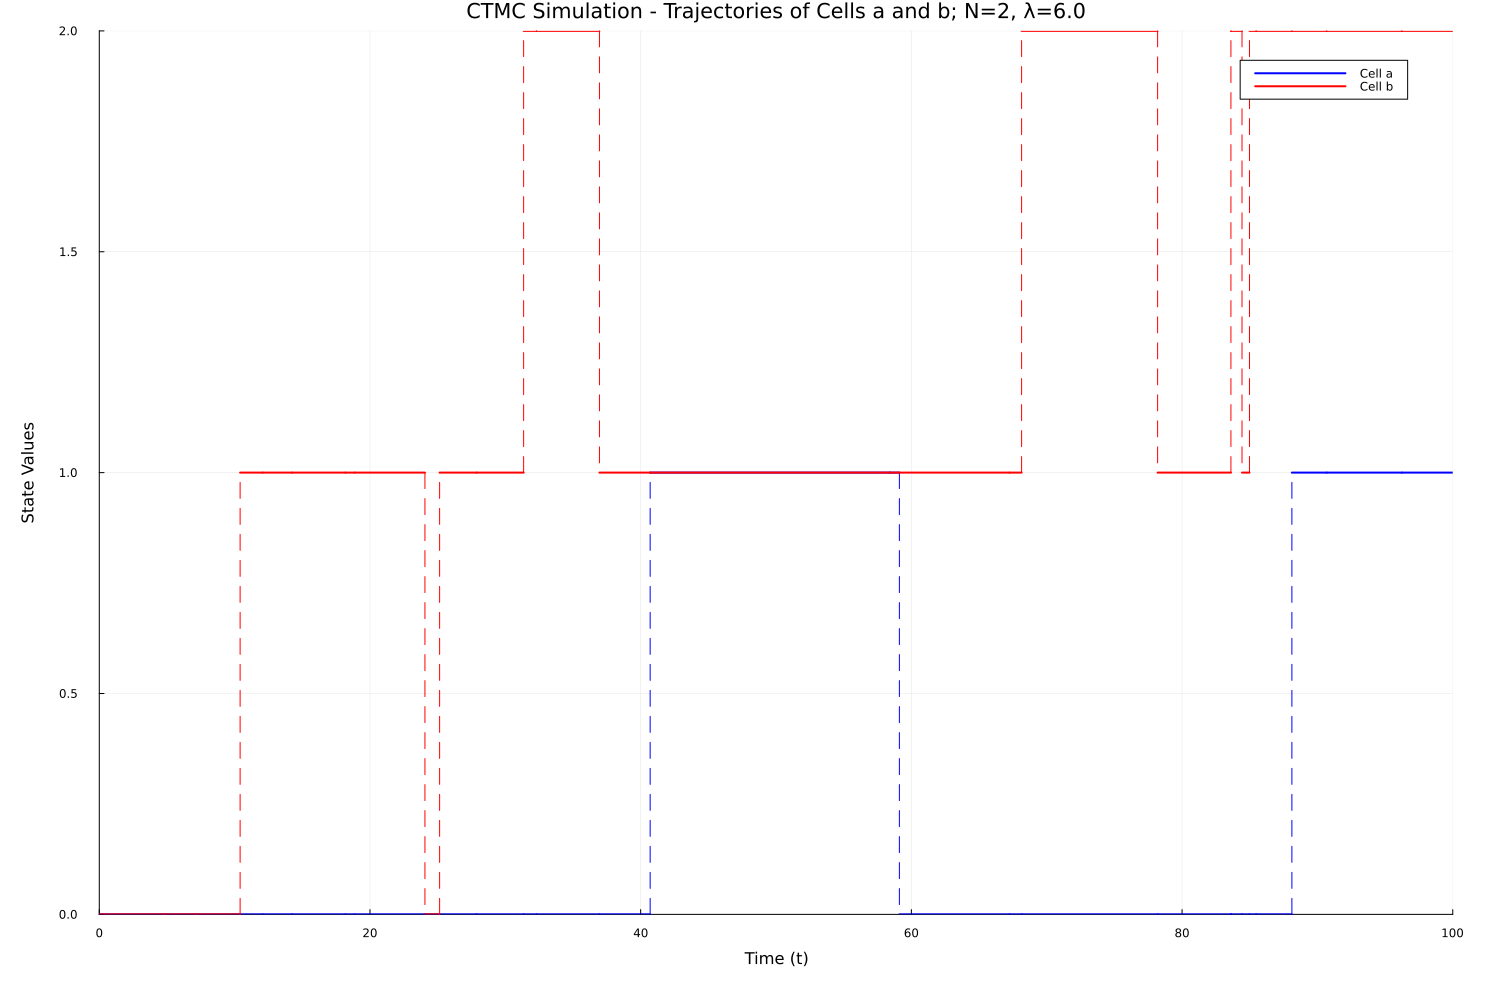 CTMC Simulation - Trajectories of Cells a and b; N=2, λ=6.0
2.0
Cell a
Cell b
1.5
1.0
State Values
0.5
0.0
0 20 40 60 80 100
Time (t)